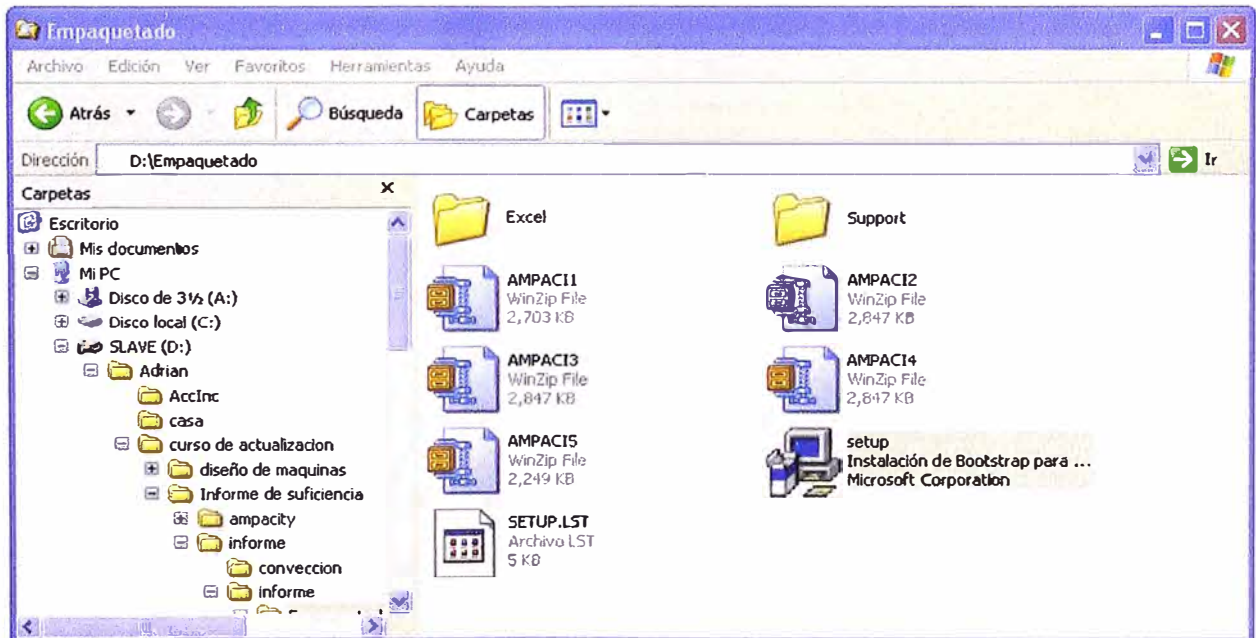 Empaquetado
Archivo Edición Ver Favoritos Herramientas Ayuda
Atrás Búsqueda Carpetas
Dirección D:\Empaquetado Ir
Carpetas
Escritorio
Mis documentos
Mi PC
Disco de 3½ (A:)
Disco local (C:)
SLAVE (D:)
Adrian
AccInc
casa
curso de actualizacion
diseño de maquinas
Informe de suficiencia
ampacity
informe
conveccion
informe
Excel
Support
AMPACI1
WinZip File
2,703 KB
AMPACI2
WinZip File
2,847 KB
AMPACI3
WinZip File
2,847 KB
AMPACI4
WinZip File
2,847 KB
AMPACI5
WinZip File
2,249 KB
setup
Instalación de Bootstrap para ...
Microsoft Corporation
SETUP.LST
Archivo LST
5 KB